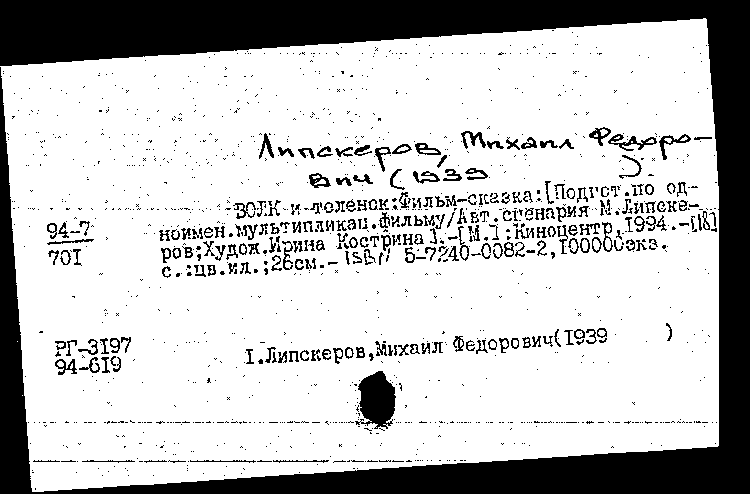 Липскеров, Михаил Федоро-
вич (1939 ).
ВОЛК и теленок:Фильм-сказка:[Подгот.по од-
94-7
701
ноимен.мультипликац.фильму/Авт.сценария М.Липске-
ров;Худож.Ирина Кострина].-[М.]:Киноцентр,1994.-[18]
с.:цв.ил.;26см.- ISBN 5-7240-0082-2,100000экз.
РГ-3197
94-619
I.Липскеров,Михаил Федорович(1939 )